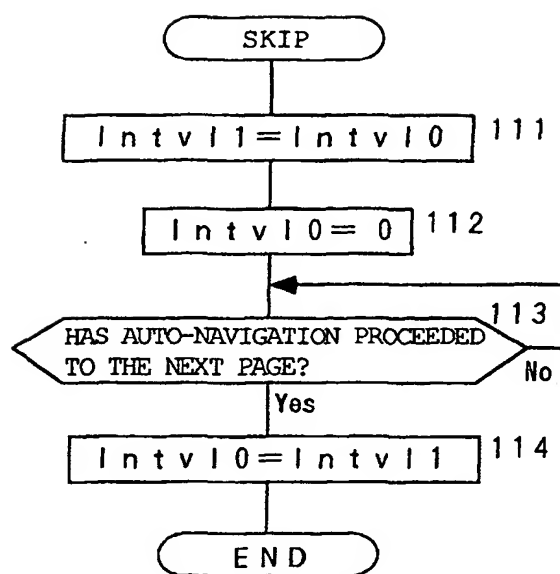 SKIP
Intvl1=Intvl0 111
Intvl0=0 112
113
HAS AUTO-NAVIGATION PROCEEDED
TO THE NEXT PAGE?
No
Yes
Intvl0=Intvl1 114
END